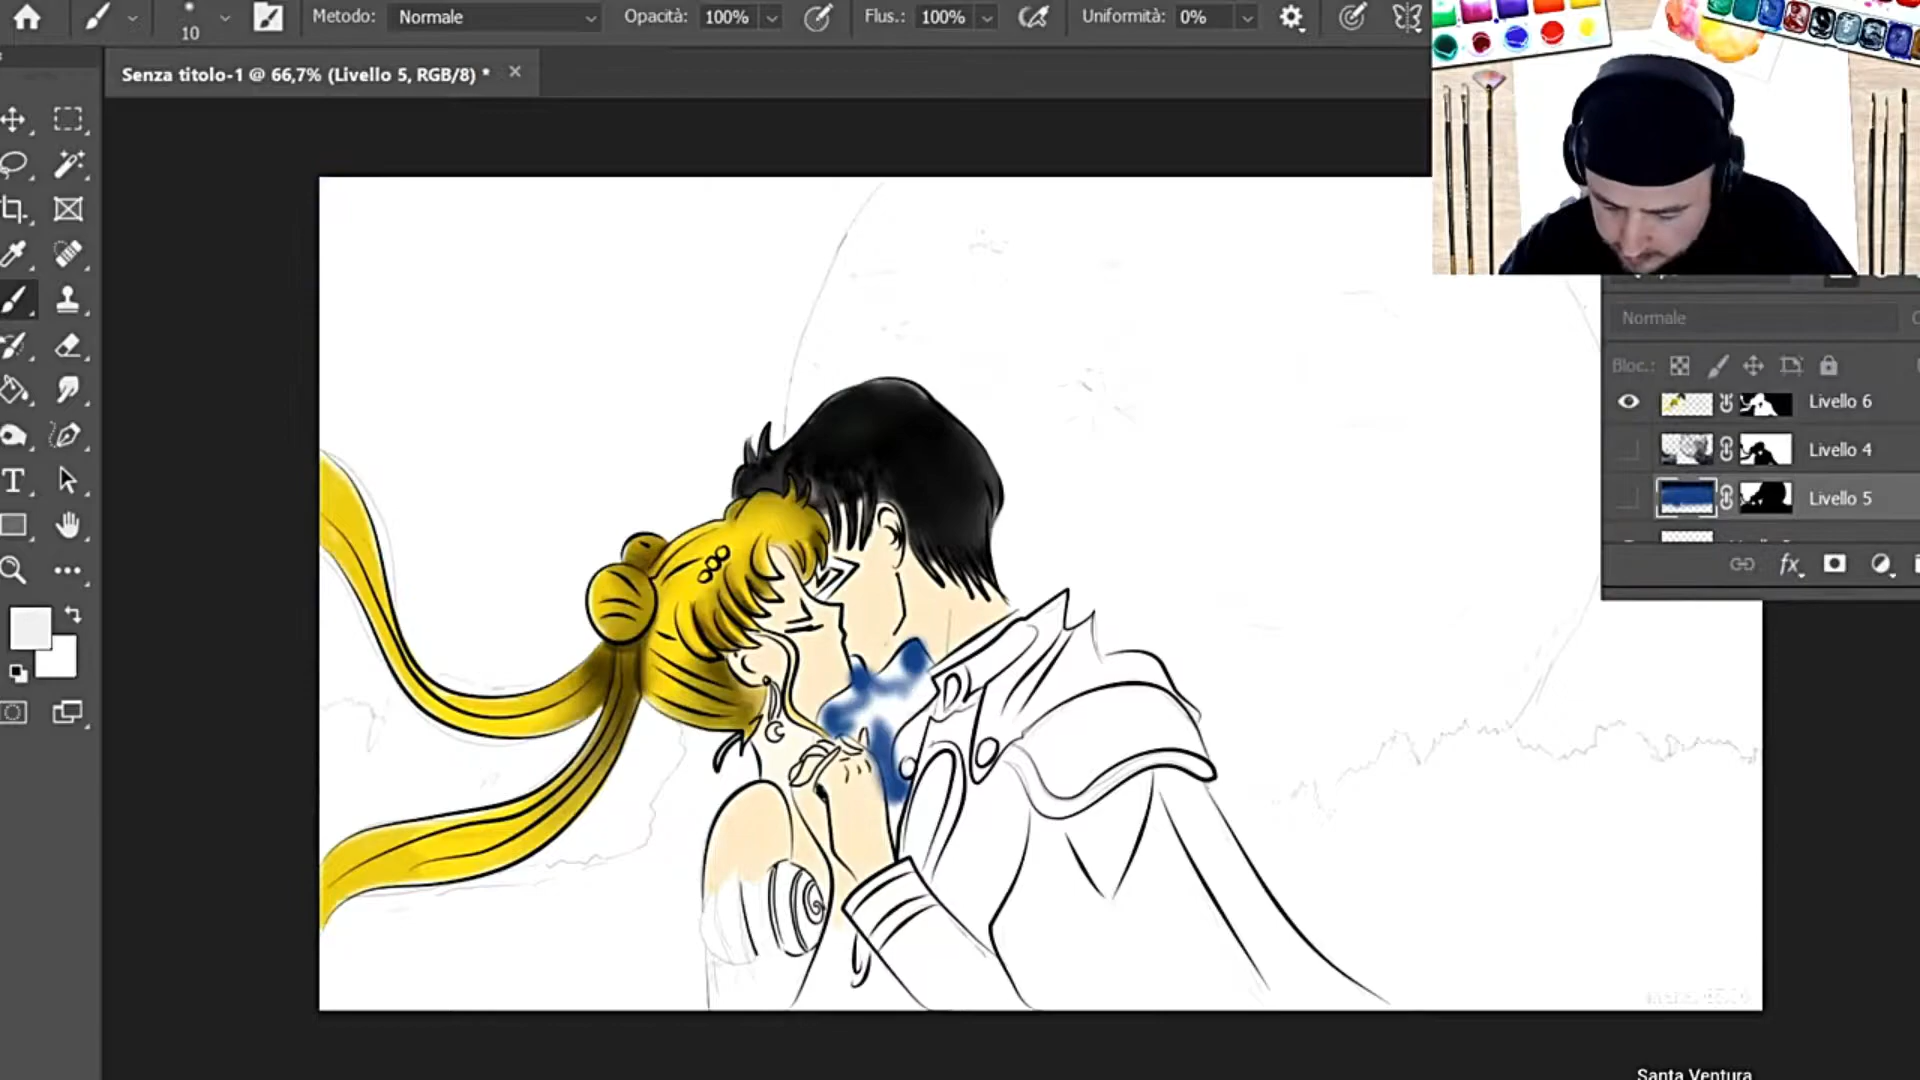 10
Metodo: Normale
Opacità: 100%
Flus.: 100%
Uniformità: 0%
Senza titolo-1 @ 66,7% (Livello 5, RGB/8) *
Normale
Bloc.:
Livello 6
Livello 4
Livello 5
fx
T
Santa Ventura